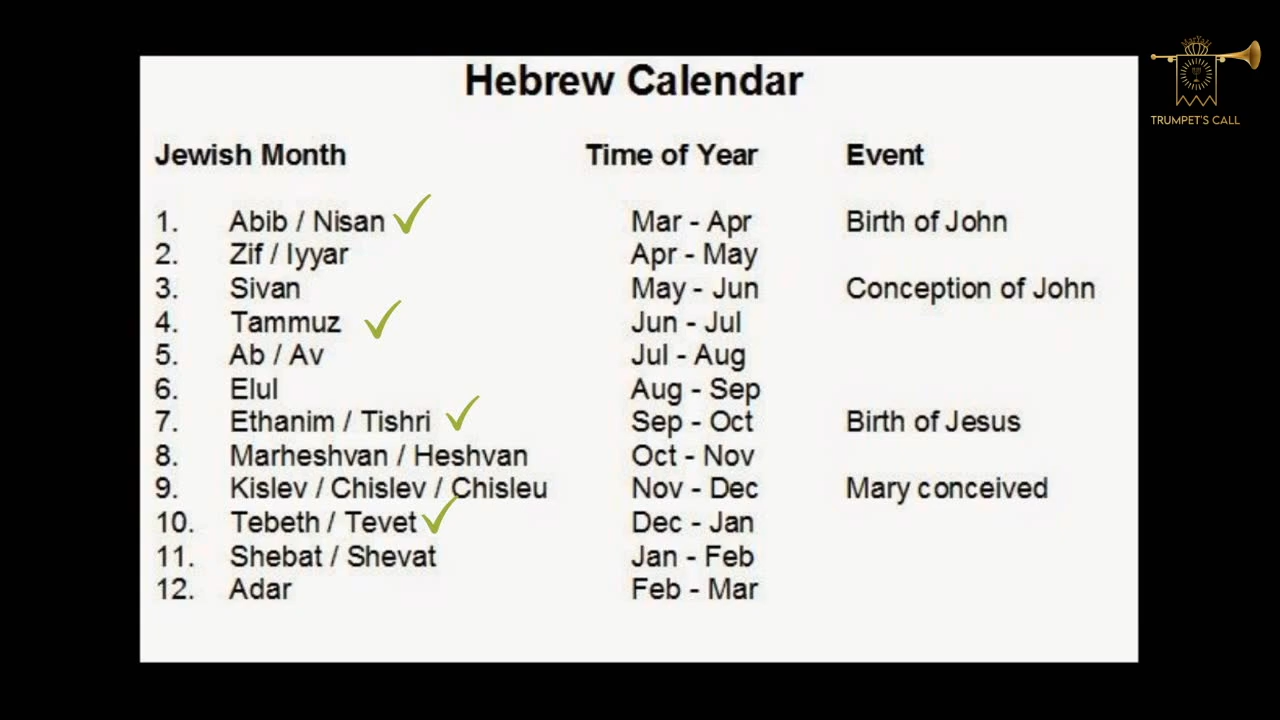 Hebrew Calendar
TRUMPET'S CALL
Jewish Month Time of Year Event
1. Abib / Nisan Mar - Apr Birth of John
2. Zif / Iyyar Apr - May
3. Sivan May - Jun Conception of John
4. Tammuz Jun - Jul
5. Ab / Av Jul - Aug
6. Elul Aug - Sep
7. Ethanim / Tishri Sep - Oct Birth of Jesus
8. Marheshvan / Heshvan Oct - Nov
9. Kislev / Chislev / Chisleu Nov - Dec Mary conceived
10. Tebeth / Tevet Dec - Jan
11. Shebat / Shevat Jan - Feb
12. Adar Feb - Mar